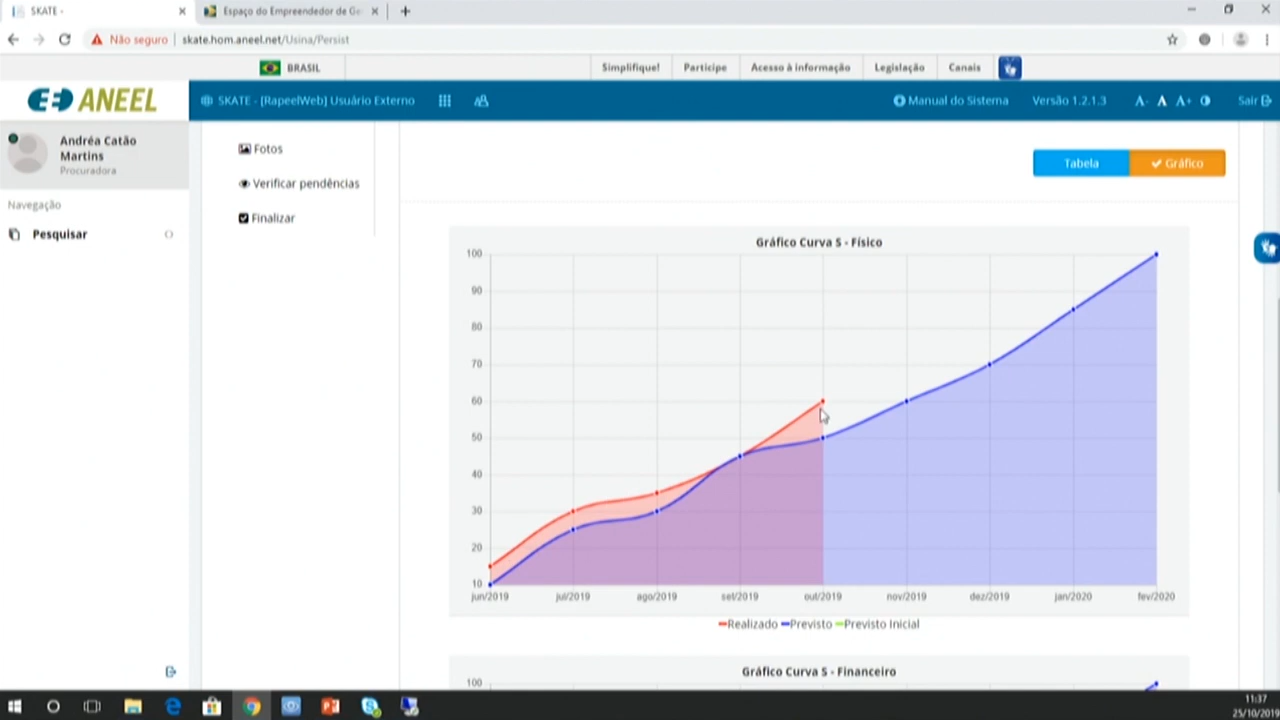 SKATE -
Espaço do Empreendedor de Ge
Não seguro
skate.hom.aneel.net/Usina/Persist
BRASIL
Simplifique!
Participe
Acesso à informação
Legislação
Canais
ANEEL
SKATE - [RapeelWeb] Usuário Externo
Manual do Sistema
Versão 1.2.1.3
A-
A
A+
Sair
Andréa Catão
Martins
Procuradora
Navegação
Pesquisar
Fotos
Verificar pendências
Finalizar
Tabela
Gráfico
Gráfico Curva S - Físico
100
90
80
70
60
50
40
30
20
10
jun/2019
jul/2019
ago/2019
set/2019
out/2019
nov/2019
dez/2019
jan/2020
fev/2020
Realizado Previsto Previsto Inicial
Gráfico Curva S - Financeiro
100
11:37
25/10/2019